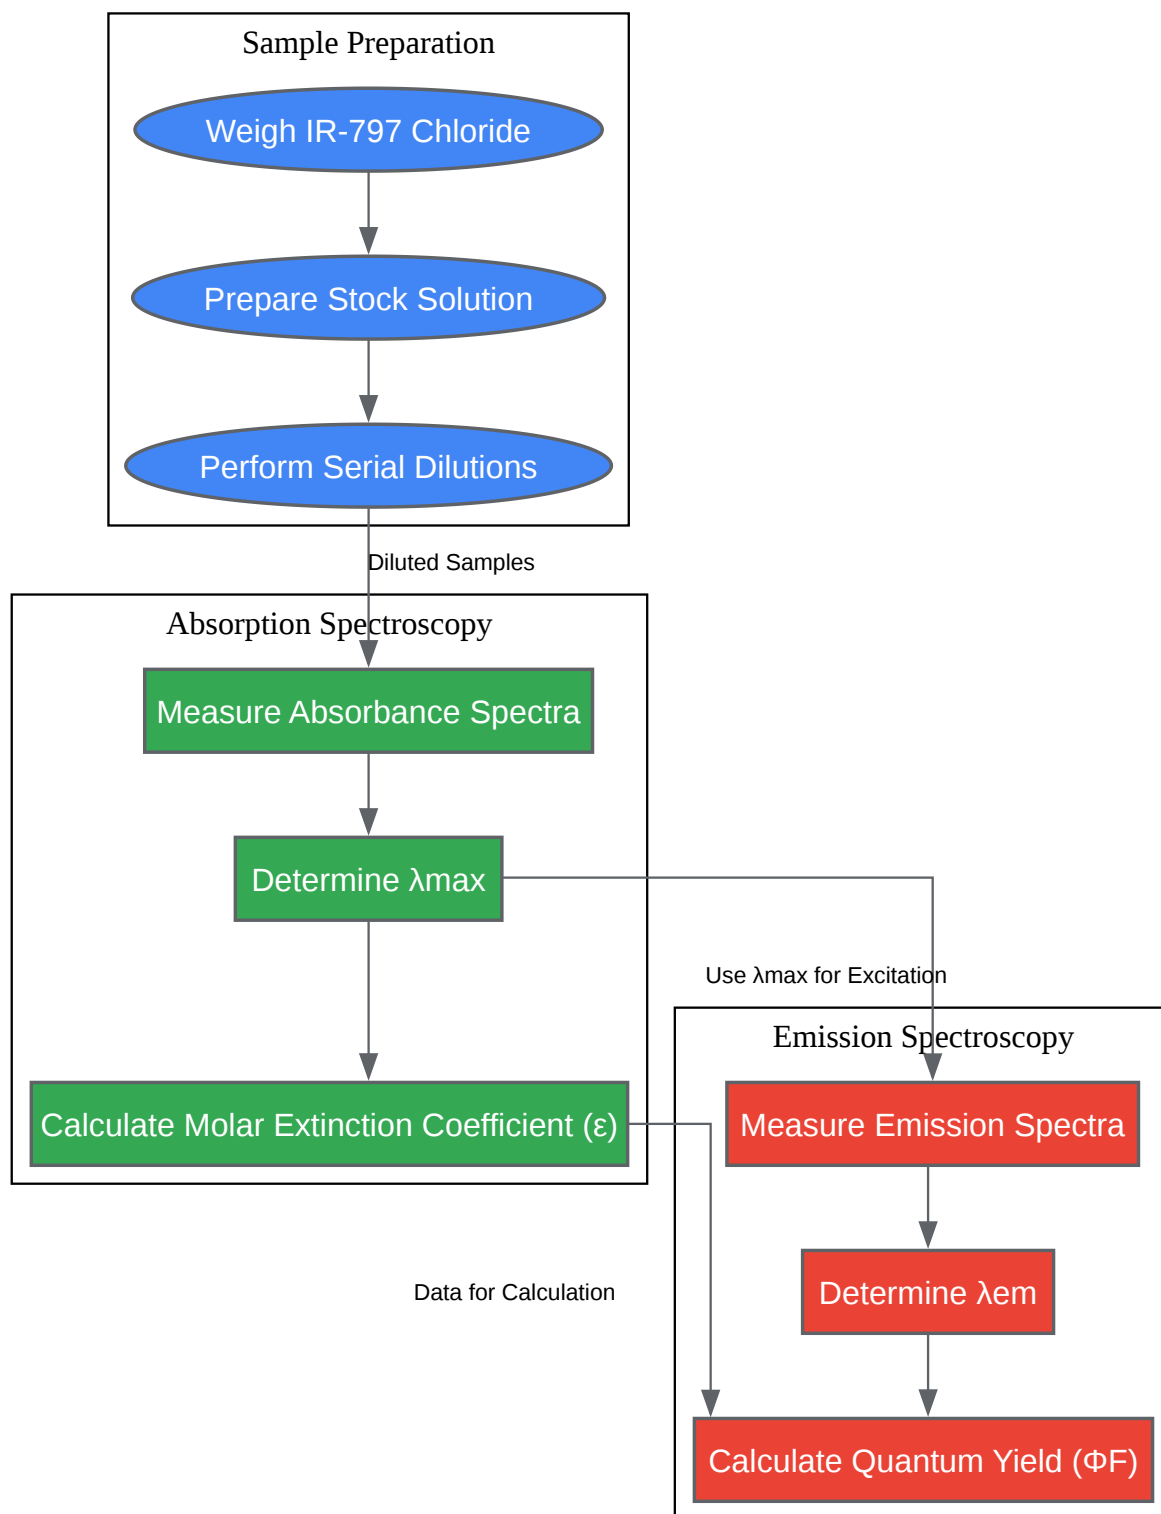 Sample Preparation
Weigh IR-797 Chloride
Prepare Stock Solution
Perform Serial Dilutions
Diluted Samples
Absorption Spectroscopy
Measure Absorbance Spectra
Determine λmax
Use λmax for Excitation
Emission Spectroscopy
Calculate Molar Extinction Coefficient (ε)
Measure Emission Spectra
Data for Calculation
Determine λem
Calculate Quantum Yield (ΦF)